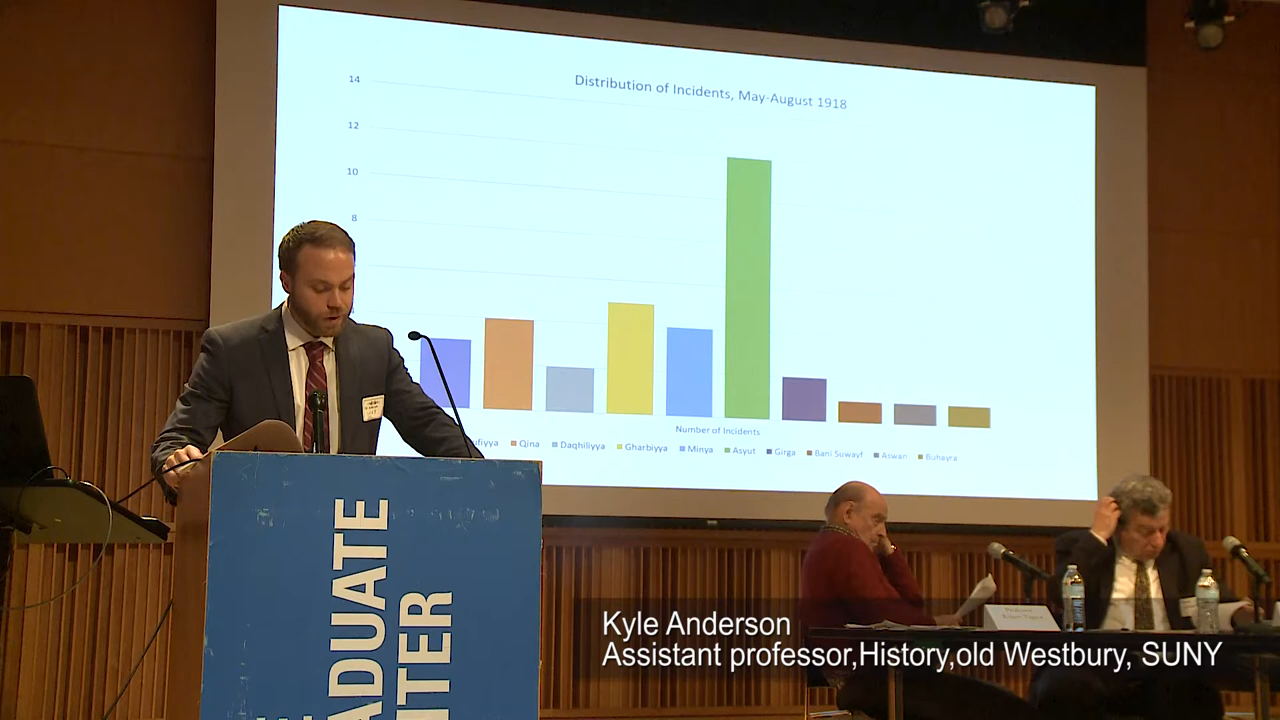 Distribution of Incidents, May-August 1918
14
12
10
8
Number of Incidents
ufiyya Qina Daqhiliyya Gharbiyya Minya Asyut Girga Bani Suwayf Aswan Buhayra
ADUATE
NTER
Kyle Anderson
Assistant professor,History,old Westbury, SUNY